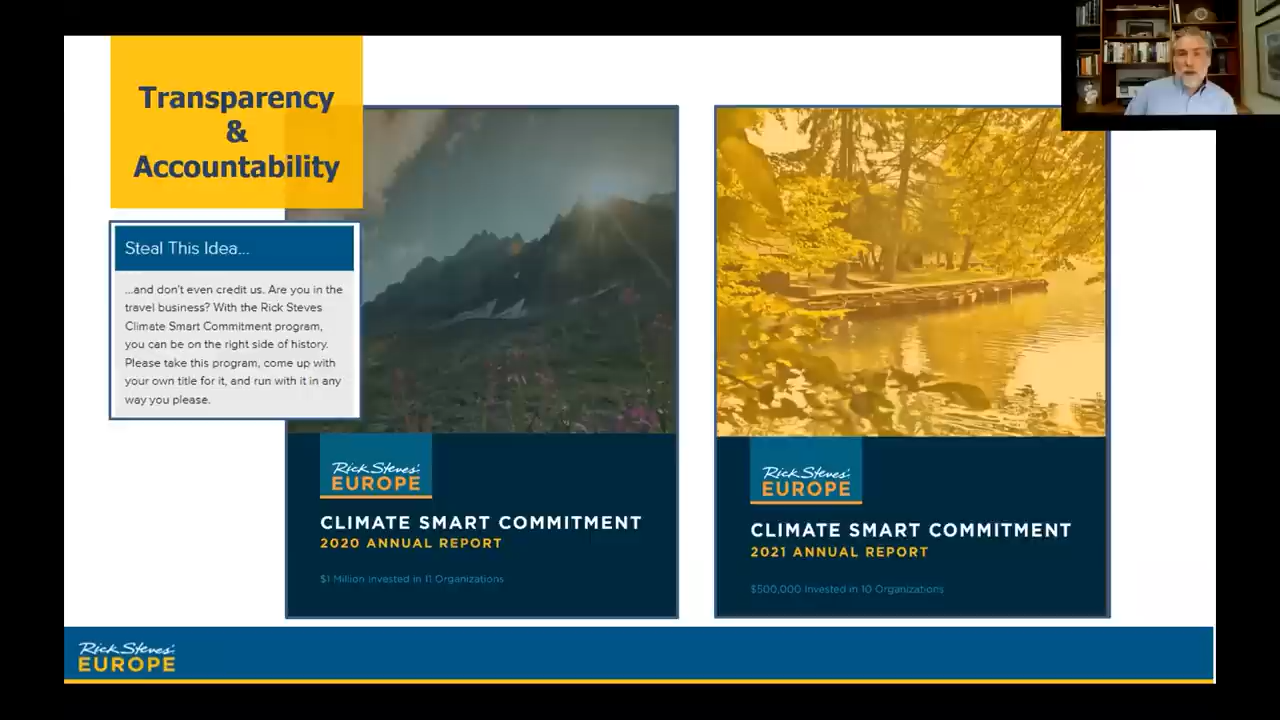 Transparency
&
Accountability
Steal This Idea...
...and don't even credit us. Are you in the
travel business? With the Rick Steves
Climate Smart Commitment program,
you can be on the right side of history.
Please take this program, come up with
your own title for it, and run with it in any
way you please.
Rick Steves'
EUROPE
CLIMATE SMART COMMITMENT
2020 ANNUAL REPORT
$1 Million invested in 11 Organizations
Rick Steves'
EUROPE
CLIMATE SMART COMMITMENT
2021 ANNUAL REPORT
$500,000 Invested in 10 Organizations
Rick Steves'
EUROPE